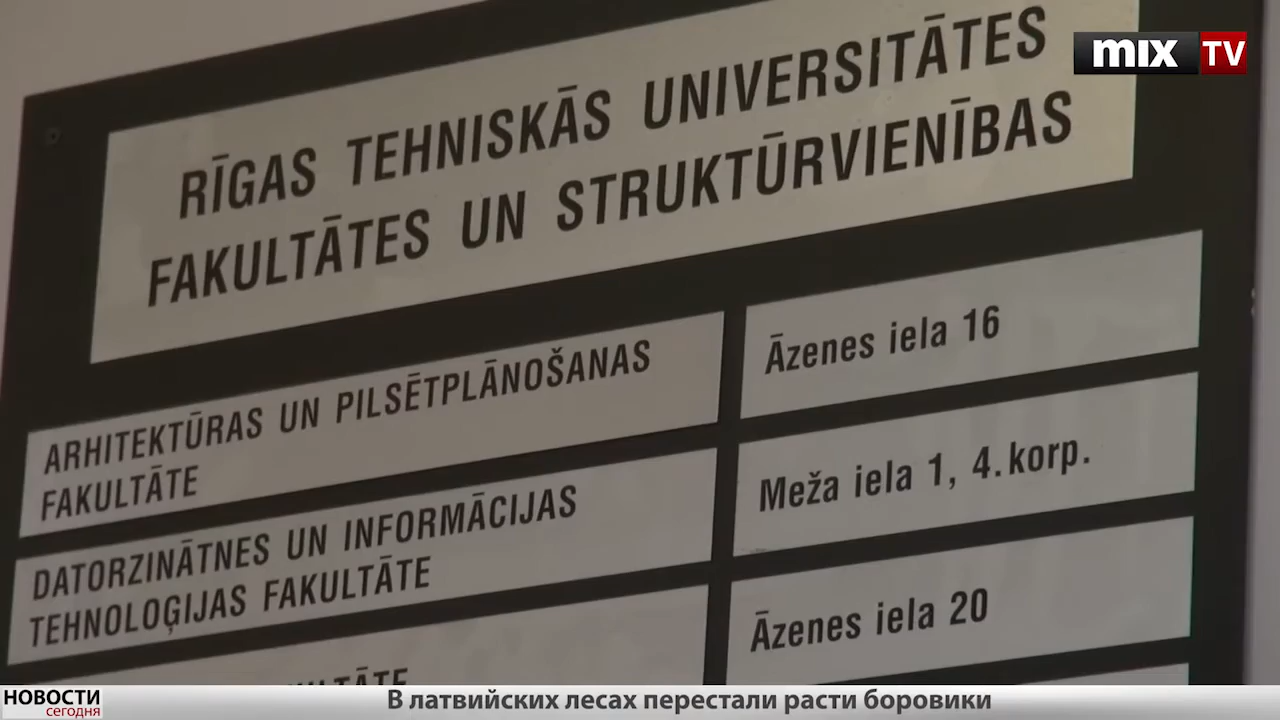 mix TV
RĪGAS TEHNISKĀS UNIVERSITĀTES
FAKULTĀTES UN STRUKTŪRVIENĪBAS
ARHITEKTŪRAS UN PILSĒTPLĀNOŠANAS
FAKULTĀTE
Āzenes iela 16
DATORZINĀTNES UN INFORMĀCIJAS
TEHNOLOĢIJAS FAKULTĀTE
Meža iela 1, 4. korp.
Āzenes iela 20
НОВОСТИ
сегодня
В латвийских лесах перестали расти боровики